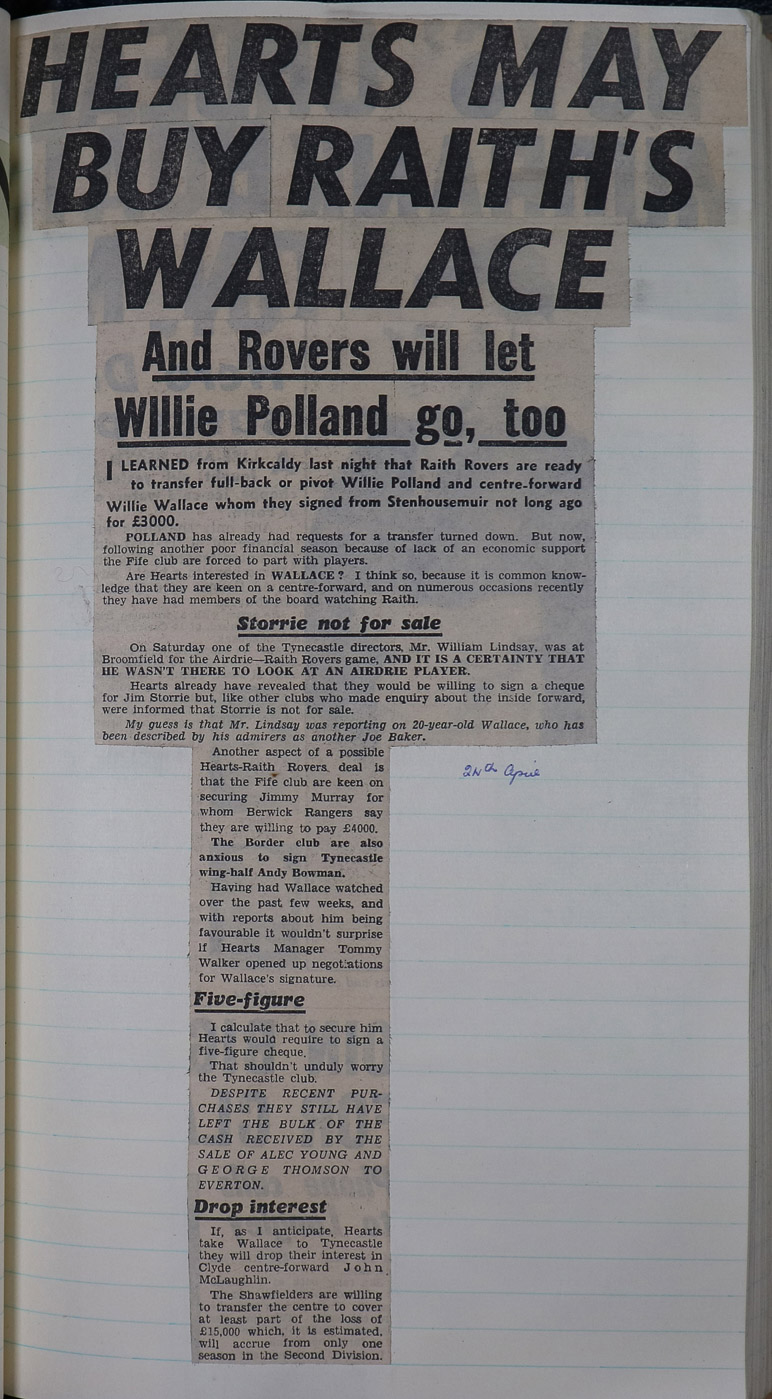 HEARTS MAY
BUY RAITH'S
WALLACE
And Rovers will let
Willie Polland go, too
I LEARNED from Kirkcaldy last night that Raith Rovers are ready
to transfer full-back or pivot Willie Polland and centre-forward
Willie Wallace whom they signed from Stenhousemuir not long ago
for £3000.
POLLAND has already had requests for a transfer turned down. But now,
following another poor financial season because of lack of an economic support
the Fife club are forced to part with players.
Are Hearts interested in WALLACE? I think so, because it is common know-
ledge that they are keen on a centre-forward, and on numerous occasions recently
they have had members of the board watching Raith.
Storrie not for sale
On Saturday one of the Tynecastle directors, Mr. William Lindsay, was at
Broomfield for the Airdrie—Raith Rovers game, AND IT IS A CERTAINTY THAT
HE WASN'T THERE TO LOOK AT AN AIRDRIE PLAYER.
Hearts already have revealed that they would be willing to sign a cheque
for Jim Storrie but, like other clubs who made enquiry about the inside forward,
were informed that Storrie is not for sale.
My guess is that Mr. Lindsay was reporting on 20-year-old Wallace, who has
been described by his admirers as another Joe Baker.
Another aspect of a possible
Hearts-Raith Rovers deal is
that the Fife club are keen on
securing Jimmy Murray for
whom Berwick Rangers say
they are willing to pay £4000.
The Border club are also
anxious to sign Tynecastle
wing-half Andy Bowman.
Having had Wallace watched
over the past few weeks, and
with reports about him being
favourable it wouldn't surprise
if Hearts Manager Tommy
Walker opened up negotiations
for Wallace's signature.
24th April
Five-figure
I calculate that to secure him
Hearts would require to sign a
five-figure cheque.
That shouldn't unduly worry
the Tynecastle club.
DESPITE RECENT PUR-
CHASES THEY STILL HAVE
LEFT THE BULK OF THE
CASH RECEIVED BY THE
SALE OF ALEC YOUNG AND
GEORGE THOMSON TO
EVERTON.
Drop interest
If, as I anticipate, Hearts
take Wallace to Tynecastle
they will drop their interest in
Clyde centre-forward John
McLaughlin.
The Shawfielders are willing
to transfer the centre to cover
at least part of the loss of
£15,000 which, it is estimated,
will accrue from only one
season in the Second Division.